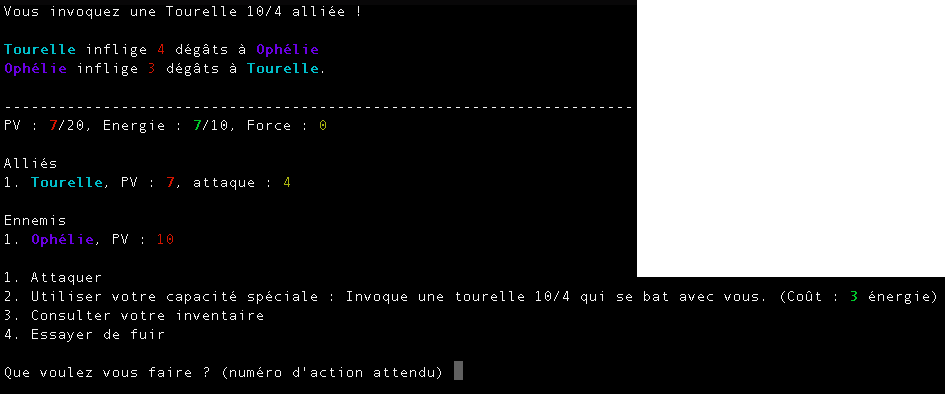 Vous invoquez une Tourelle 10/4 alliée !
Tourelle inflige 4 dégâts à Ophélie
Ophélie inflige 3 dégâts à Tourelle.
----------------------------------------------------------------------
PV : 7/20, Energie : 7/10, Force : 0
Alliés
1. Tourelle, PV : 7, attaque : 4
Ennemis
1. Ophélie, PV : 10
1. Attaquer
2. Utiliser votre capacité spéciale : Invoque une tourelle 10/4 qui se bat avec vous. (Coût : 3 énergie)
3. Consulter votre inventaire
4. Essayer de fuir
Que voulez vous faire ? (numéro d'action attendu)